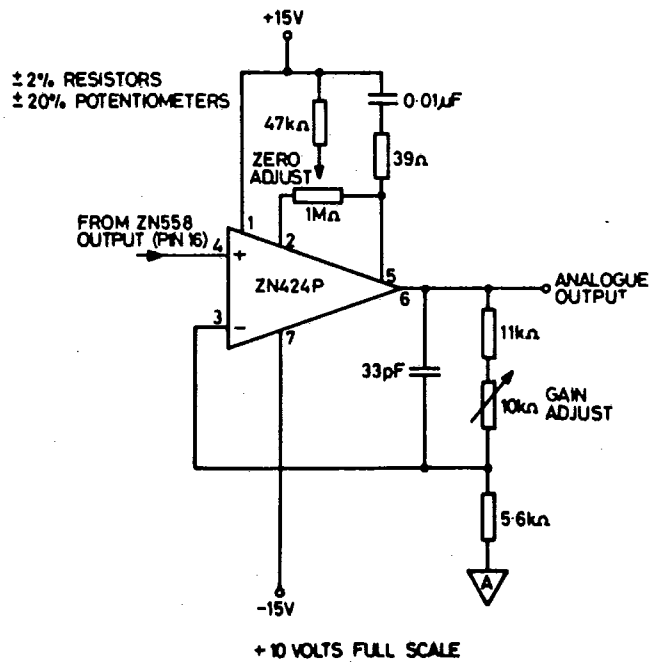 +15V
±2% RESISTORS
±20% POTENTIOMETERS
0·01µF
47kΩ
39Ω
ZERO
ADJUST
1MΩ
FROM ZN558
OUTPUT (PIN 16)
1
2
4
+
5
ZN424P
6
ANALOGUE
OUTPUT
3
–
7
11kΩ
33pF
10kΩ
GAIN
ADJUST
5·6kΩ
A
-15V
+10 VOLTS FULL SCALE